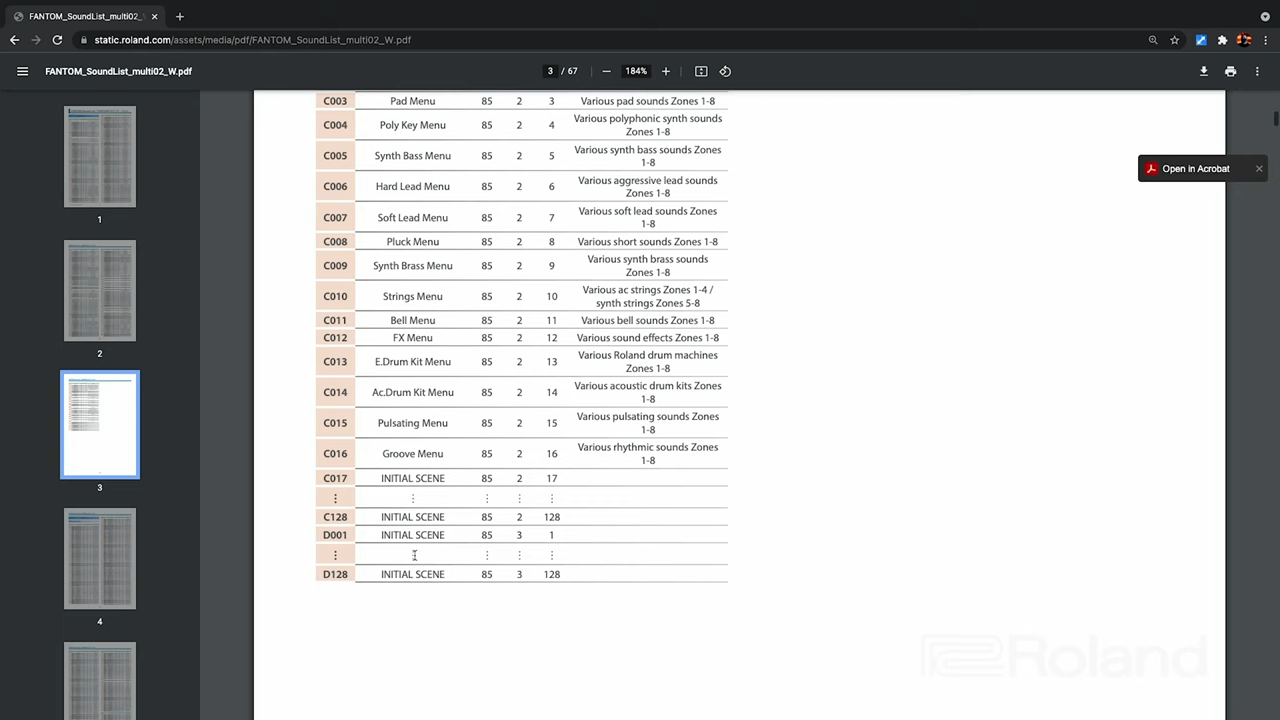 FANTOM_SoundList_multi02_W
static.roland.com/assets/media/pdf/FANTOM_SoundList_multi02_W.pdf
FANTOM_SoundList_multi02_W.pdf
3 / 67
184%
C003 Pad Menu 85 2 3 Various pad sounds Zones 1-8
C004 Poly Key Menu 85 2 4 Various polyphonic synth sounds
Zones 1-8
C005 Synth Bass Menu 85 2 5 Various synth bass sounds Zones
1-8
C006 Hard Lead Menu 85 2 6 Various aggressive lead sounds
Zones 1-8
C007 Soft Lead Menu 85 2 7 Various soft lead sounds Zones
1-8
C008 Pluck Menu 85 2 8 Various short sounds Zones 1-8
C009 Synth Brass Menu 85 2 9 Various synth brass sounds
Zones 1-8
C010 Strings Menu 85 2 10 Various ac strings Zones 1-4 /
synth strings Zones 5-8
C011 Bell Menu 85 2 11 Various bell sounds Zones 1-8
C012 FX Menu 85 2 12 Various sound effects Zones 1-8
C013 E.Drum Kit Menu 85 2 13 Various Roland drum machines
Zones 1-8
C014 Ac.Drum Kit Menu 85 2 14 Various acoustic drum kits Zones
1-8
C015 Pulsating Menu 85 2 15 Various pulsating sounds Zones
1-8
C016 Groove Menu 85 2 16 Various rhythmic sounds Zones
1-8
C017 INITIAL SCENE 85 2 17
⋮ ⋮ ⋮ ⋮ ⋮
C128 INITIAL SCENE 85 2 128
D001 INITIAL SCENE 85 3 1
⋮ ⋮ ⋮ ⋮
D128 INITIAL SCENE 85 3 128
Open in Acrobat
1
2
3
4
Roland